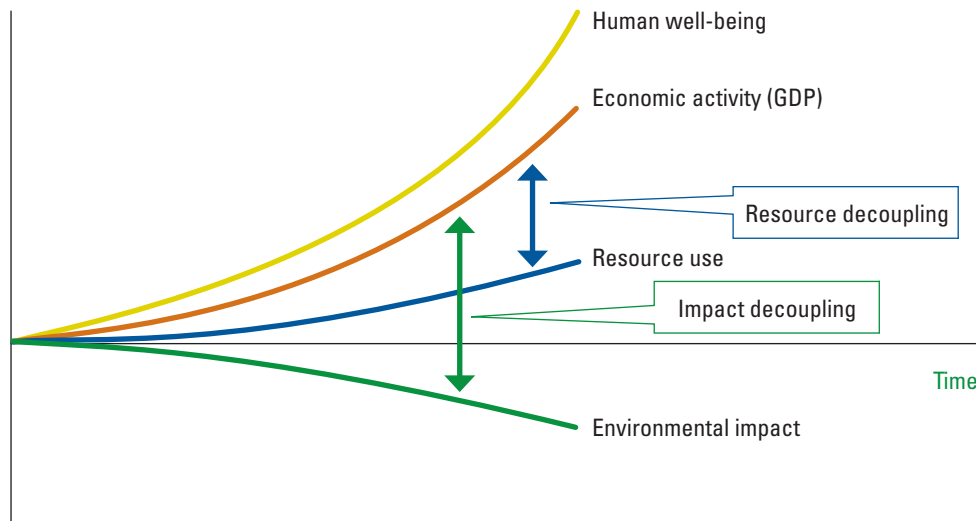 Human well-being
Economic activity (GDP)
Resource decoupling
Resource use
Impact decoupling
Time
Environmental impact